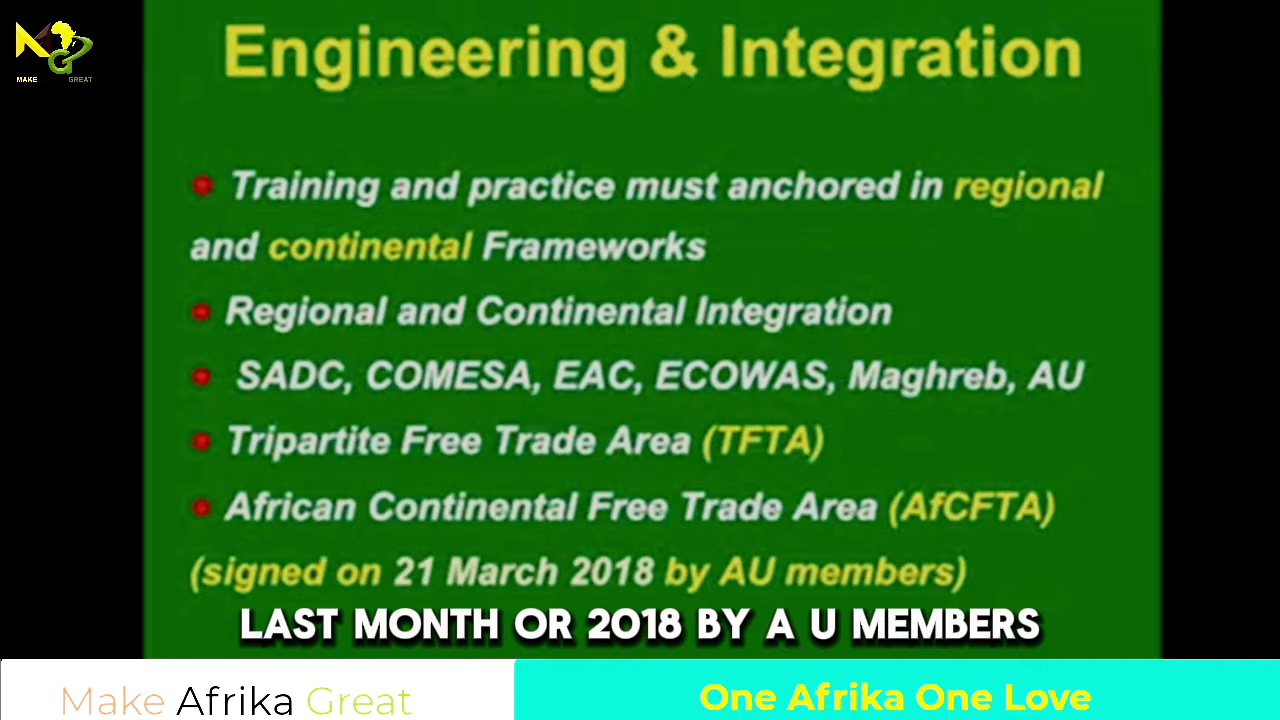 MAKE GREAT
Engineering & Integration
Training and practice must anchored in regional
and continental Frameworks
Regional and Continental Integration
SADC, COMESA, EAC, ECOWAS, Maghreb, AU
Tripartite Free Trade Area (TFTA)
African Continental Free Trade Area (AfCFTA)
(signed on 21 March 2018 by AU members)
LAST MONTH OR 2018 BY A U MEMBERS
Make Afrika Great
One Afrika One Love